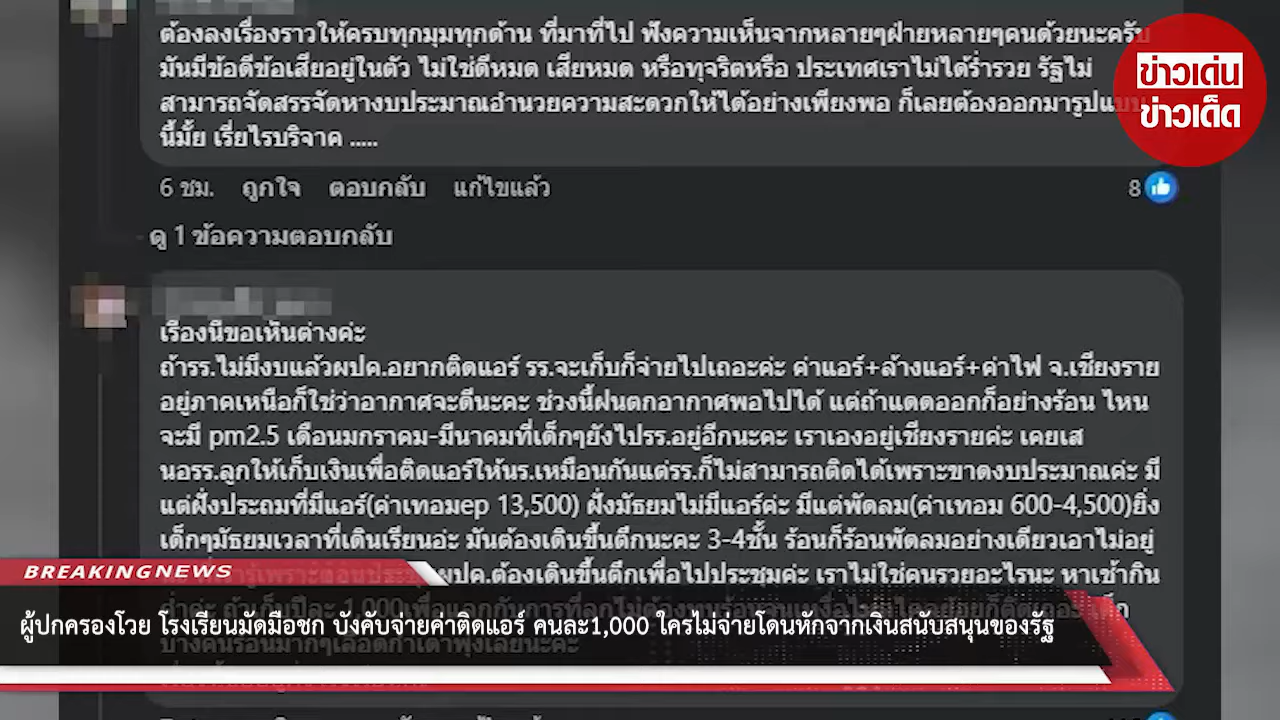 ต้องลงเรื่องราวให้ครบทุกมุมทุกด้าน ที่มาที่ไป ฟังความเห็นจากหลายๆฝ่ายหลายๆคนด้วยนะครับ
มันมีข้อดีข้อเสียอยู่ในตัว ไม่ใช่ดีหมด เสียหมด หรือทุจริตหรือ ประเทศเราไม่ได้ร่ำรวย รัฐไม่
สามารถจัดสรรจัดหางบประมาณอำนวยความสะดวกให้ได้อย่างเพียงพอ ก็เลยต้องออกมารูปแบบ
นี้มั้ย เรี่ยไรบริจาค .....
ข่าวเด่น
ข่าวเด็ด
6 ชม. ถูกใจ ตอบกลับ แก้ไขแล้ว 8
ดู 1 ข้อความตอบกลับ
เรื่องนี้ขอเห็นต่างค่ะ
ถ้ารร.ไม่มีงบแล้วผปค.อยากติดแอร์ รร.จะเก็บก็จ่ายไปเถอะค่ะ ค่าแอร์+ล้างแอร์+ค่าไฟ จ.เชียงราย
อยู่ภาคเหนือก็ใช่ว่าอากาศจะดีนะคะ ช่วงนี้ฝนตกอากาศพอไปได้ แต่ถ้าแดดออกก็อย่างร้อน ไหน
จะมี pm2.5 เดือนมกราคม-มีนาคมที่เด็กๆยังไปรร.อยู่อีกนะคะ เราเองอยู่เชียงรายค่ะ เคยเส
นอรร.ลูกให้เก็บเงินเพื่อติดแอร์ให้นร.เหมือนกันแต่รร.ก็ไม่สามารถติดได้เพราะขาดงบประมาณค่ะ มี
แต่ฝั่งประถมที่มีแอร์(ค่าเทอมep 13,500) ฝั่งมัธยมไม่มีแอร์ค่ะ มีแต่พัดลม(ค่าเทอม 600-4,500)ยิ่ง
เด็กๆมัธยมเวลาที่เดินเรียนอ่ะ มันต้องเดินขึ้นตึกนะคะ 3-4ชั้น ร้อนก็ร้อนพัดลมอย่างเดียวเอาไม่อยู่
ผปค.ต้องเดินขึ้นตึกเพื่อไปประชุมค่ะ เราไม่ใช่คนรวยอะไรนะ หาเช้ากิน
BREAKING NEWS
ผู้ปกครองโวย โรงเรียนมัดมือชก บังคับจ่ายค่าติดแอร์ คนละ1,000 ใครไม่จ่ายโดนหักจากเงินสนับสนุนของรัฐ